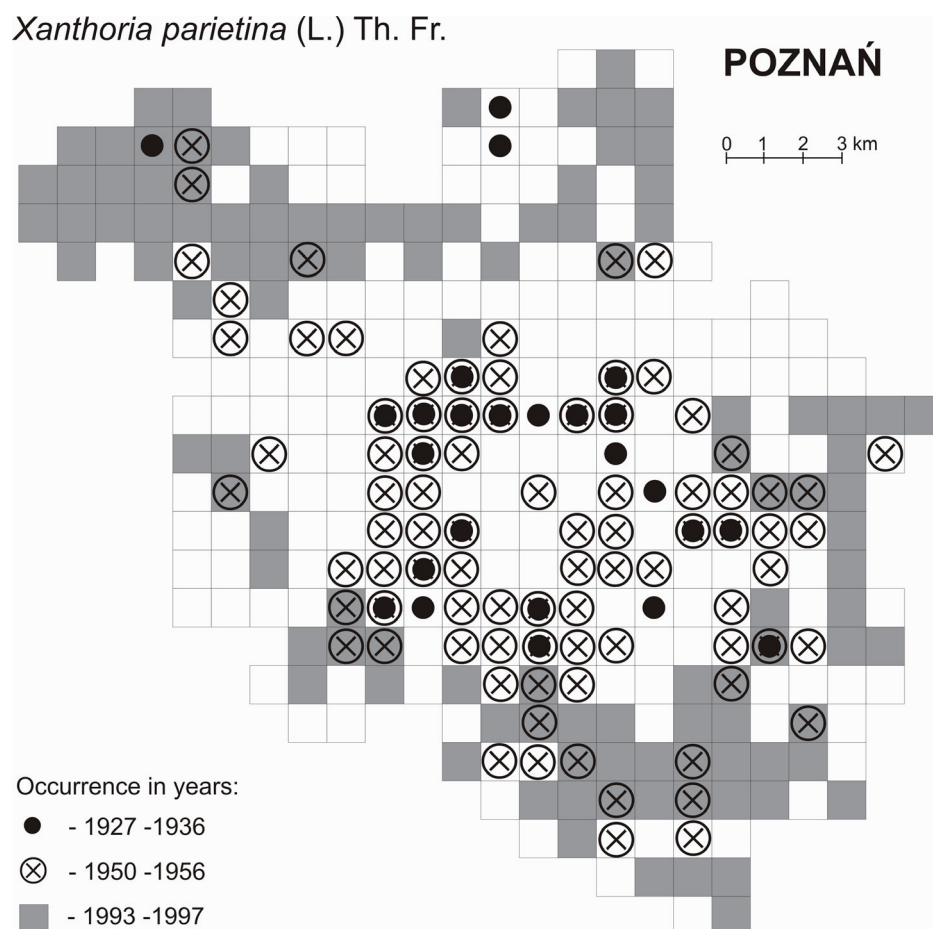 Xanthoria parietina (L.) Th. Fr.
POZNAŃ
0 1 2 3 km
Occurrence in years:
- 1927 -1936
- 1950 -1956
- 1993 -1997